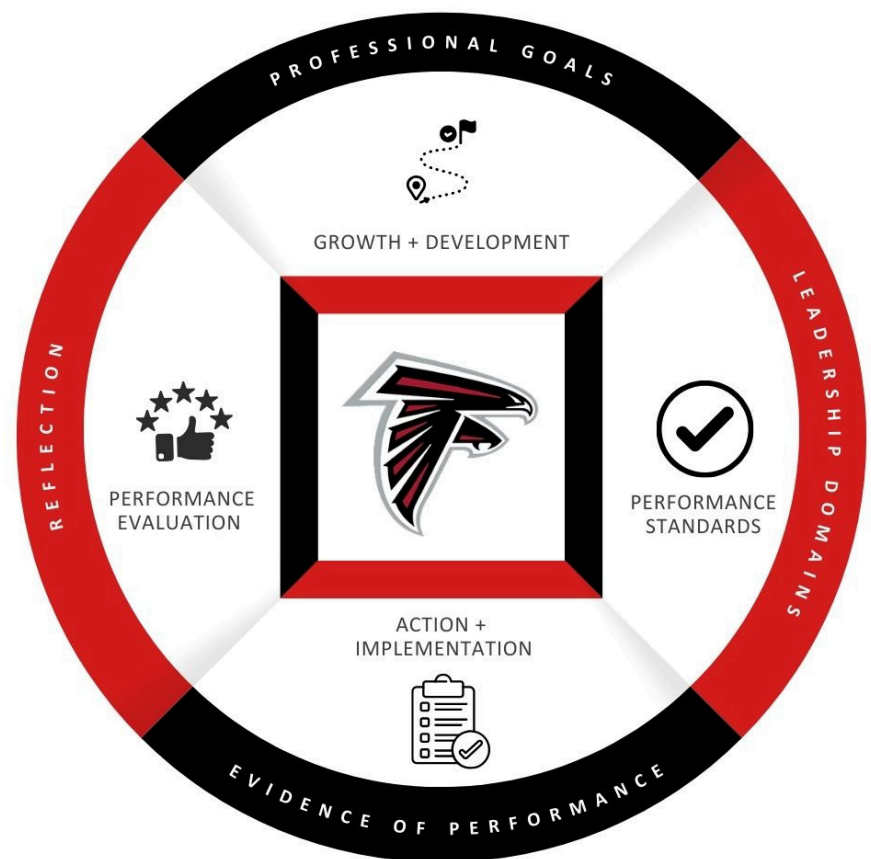 PROFESSIONAL GOALS
GROWTH + DEVELOPMENT
LEADERSHIP DOMAINS
REFLECTION
PERFORMANCE
EVALUATION
PERFORMANCE
STANDARDS
ACTION +
IMPLEMENTATION
EVIDENCE OF PERFORMANCE